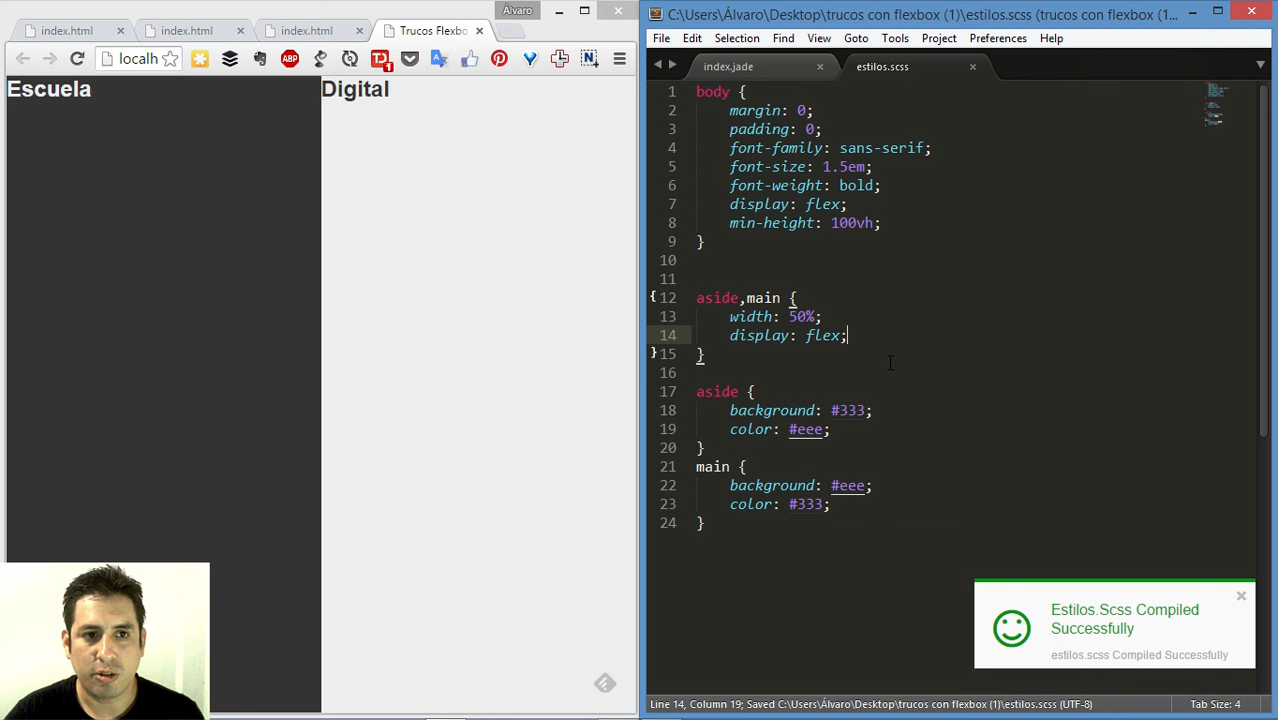 index.html
index.html
index.html
Trucos Flexbo
Alvaro
localh
ABP
TD
1
N
Escuela
Digital
C:\Users\Álvaro\Desktop\trucos con flexbox (1)\estilos.scss (trucos con flexbox (1...
File Edit Selection Find View Goto Tools Project Preferences Help
index.jade
estilos.scss
1 body {
2 margin: 0;
3 padding: 0;
4 font-family: sans-serif;
5 font-size: 1.5em;
6 font-weight: bold;
7 display: flex;
8 min-height: 100vh;
9 }
10
11
12 aside,main {
13 width: 50%;
14 display: flex;
15 }
16
17 aside {
18 background: #333;
19 color: #eee;
20 }
21 main {
22 background: #eee;
23 color: #333;
24 }
Estilos.Scss Compiled
Successfully
estilos.scss Compiled Successfully
Line 14, Column 19; Saved C:\Users\Álvaro\Desktop\trucos con flexbox (1)\estilos.scss (UTF-8)
Tab Size: 4